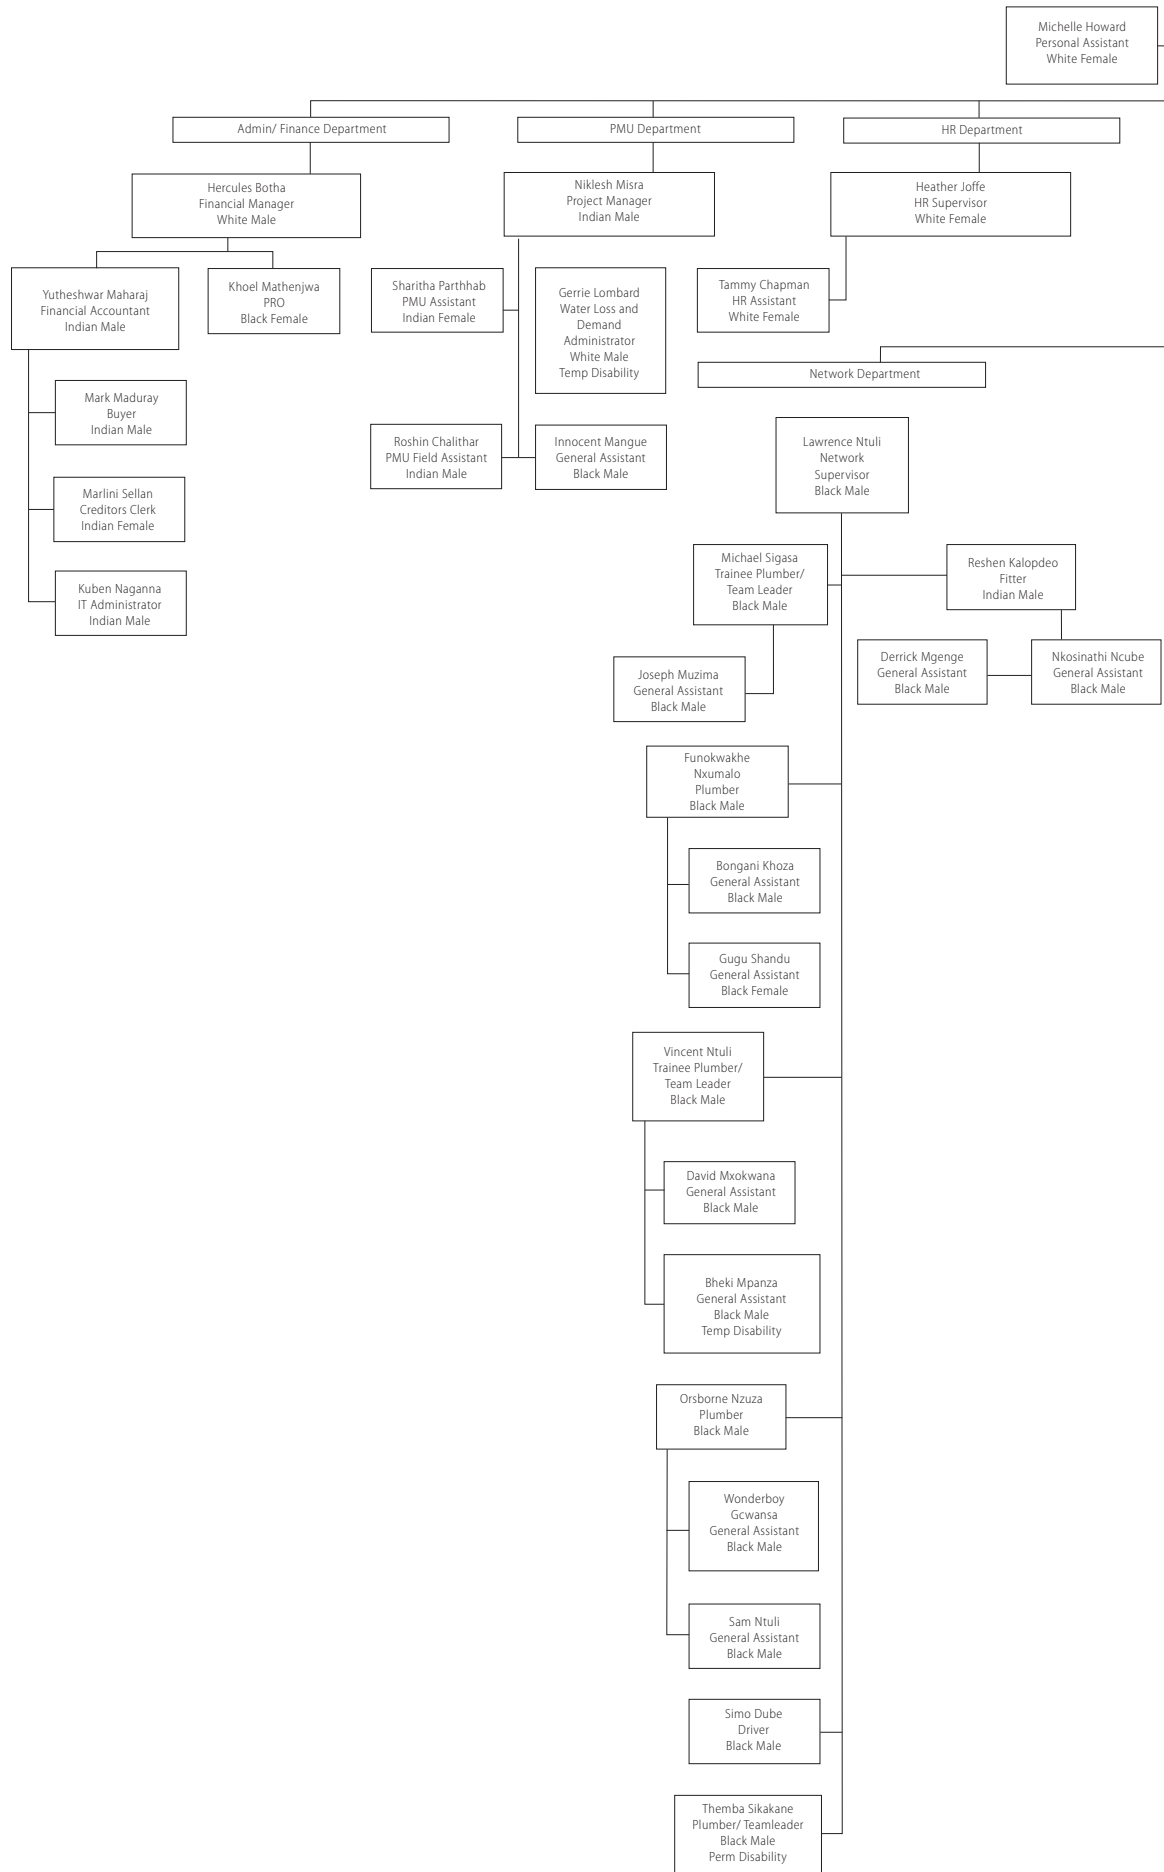 Michelle Howard
Personal Assistant
White Female
Admin/ Finance Department
PMU Department
HR Department
Hercules Botha
Financial Manager
White Male
Niklesh Misra
Project Manager
Indian Male
Heather Joffe
HR Supervisor
White Female
Yutheshwar Maharaj
Financial Accountant
Indian Male
Khoel Mathenjwa
PRO
Black Female
Sharitha Parthhab
PMU Assistant
Indian Female
Gerrie Lombard
Water Loss and
Demand
Administrator
White Male
Temp Disability
Tammy Chapman
HR Assistant
White Female
Network Department
Mark Maduray
Buyer
Indian Male
Roshin Chalithar
PMU Field Assistant
Indian Male
Innocent Mangue
General Assistant
Black Male
Lawrence Ntuli
Network
Supervisor
Black Male
Marlini Sellan
Creditors Clerk
Indian Female
Kuben Naganna
IT Administrator
Indian Male
Michael Sigasa
Trainee Plumber/
Team Leader
Black Male
Reshen Kalopdeo
Fitter
Indian Male
Joseph Muzima
General Assistant
Black Male
Derrick Mgenge
General Assistant
Black Male
Nkosinathi Ncube
General Assistant
Black Male
Funokwakhe
Nxumalo
Plumber
Black Male
Bongani Khoza
General Assistant
Black Male
Gugu Shandu
General Assistant
Black Female
Vincent Ntuli
Trainee Plumber/
Team Leader
Black Male
David Mxokwana
General Assistant
Black Male
Bheki Mpanza
General Assistant
Black Male
Temp Disability
Orsborne Nzuza
Plumber
Black Male
Wonderboy
Gcwansa
General Assistant
Black Male
Sam Ntuli
General Assistant
Black Male
Simo Dube
Driver
Black Male
Themba Sikakane
Plumber/ Teamleader
Black Male
Perm Disability